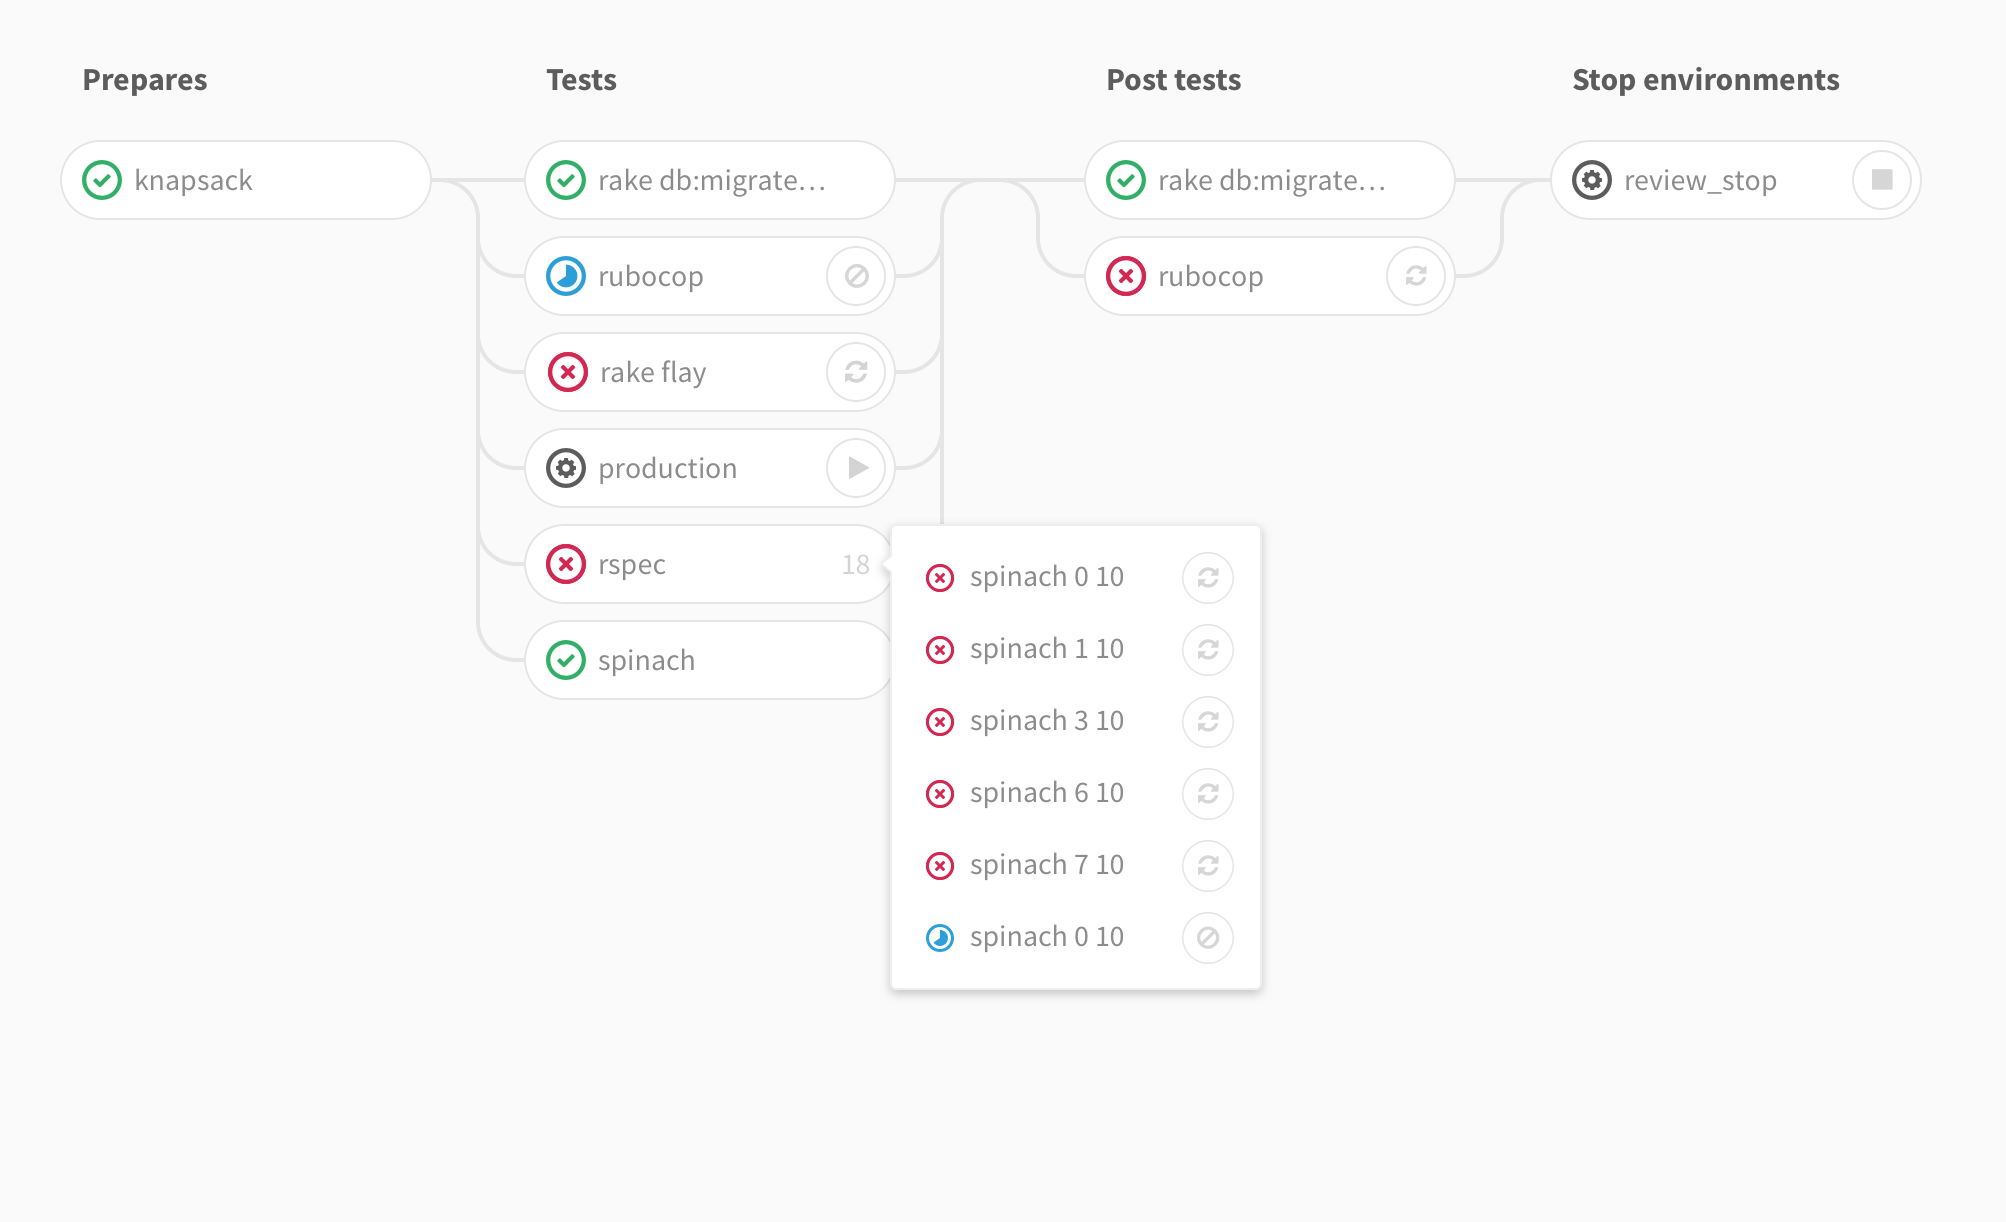 Prepares
knapsack
Tests
rake db:migrate…
rubocop
rake flay
production
rspec 18
spinach
spinach 0 10
spinach 1 10
spinach 3 10
spinach 6 10
spinach 7 10
spinach 0 10
Post tests
rake db:migrate…
rubocop
Stop environments
review_stop